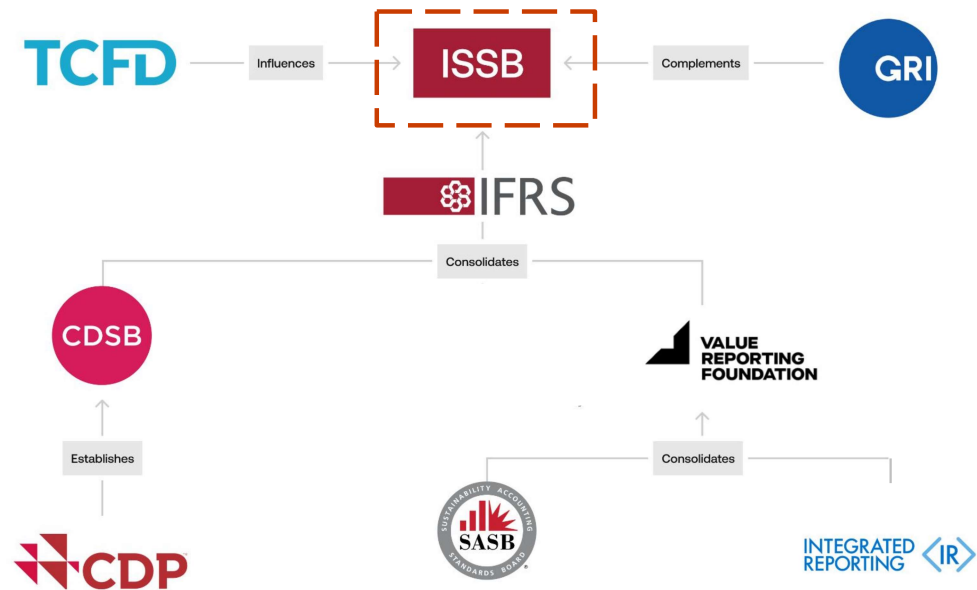 TCFD
Influences
ISSB
Complements
GRI
IFRS
Consolidates
CDSB
VALUE
REPORTING
FOUNDATION
Establishes
Consolidates
CDP
SUSTAINABILITY ACCOUNTING
SASB
STANDARDS BOARD
INTEGRATED
REPORTING
<IR>